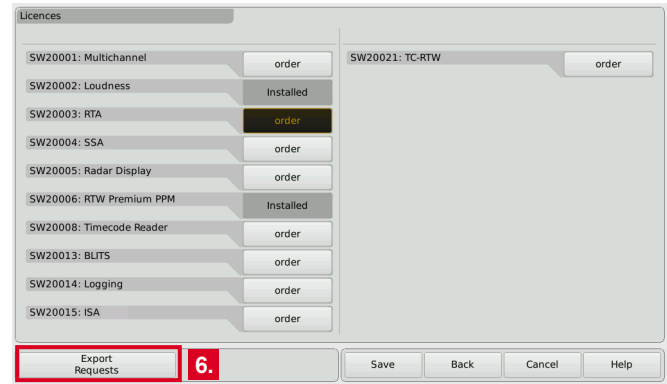 Licences
SW20001: Multichannel order
SW20002: Loudness Installed
SW20003: RTA order
SW20004: SSA order
SW20005: Radar Display order
SW20006: RTW Premium PPM Installed
SW20008: Timecode Reader order
SW20013: BLITS order
SW20014: Logging order
SW20015: ISA order
SW20021: TC-RTW order
Export
Requests
6.
Save Back Cancel Help